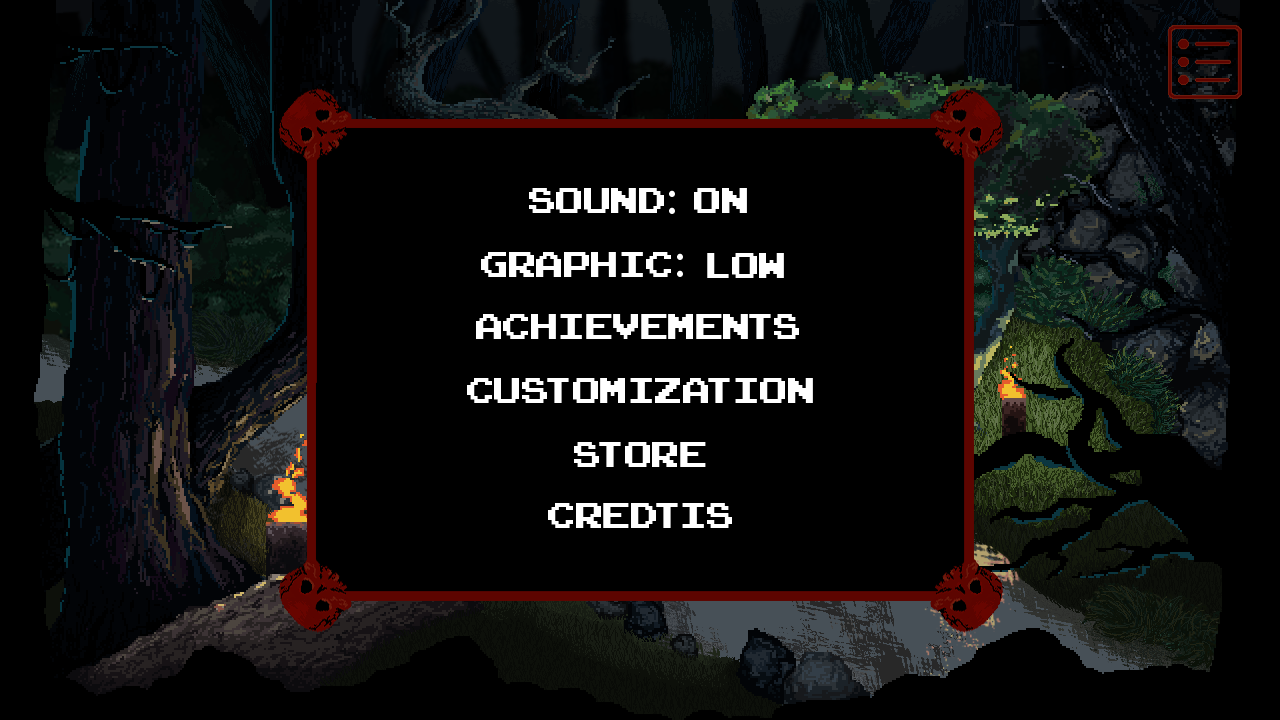 SOUND: ON
GRAPHIC: LOW
ACHIEVEMENTS
CUSTOMIZATION
STORE
CREDTIS